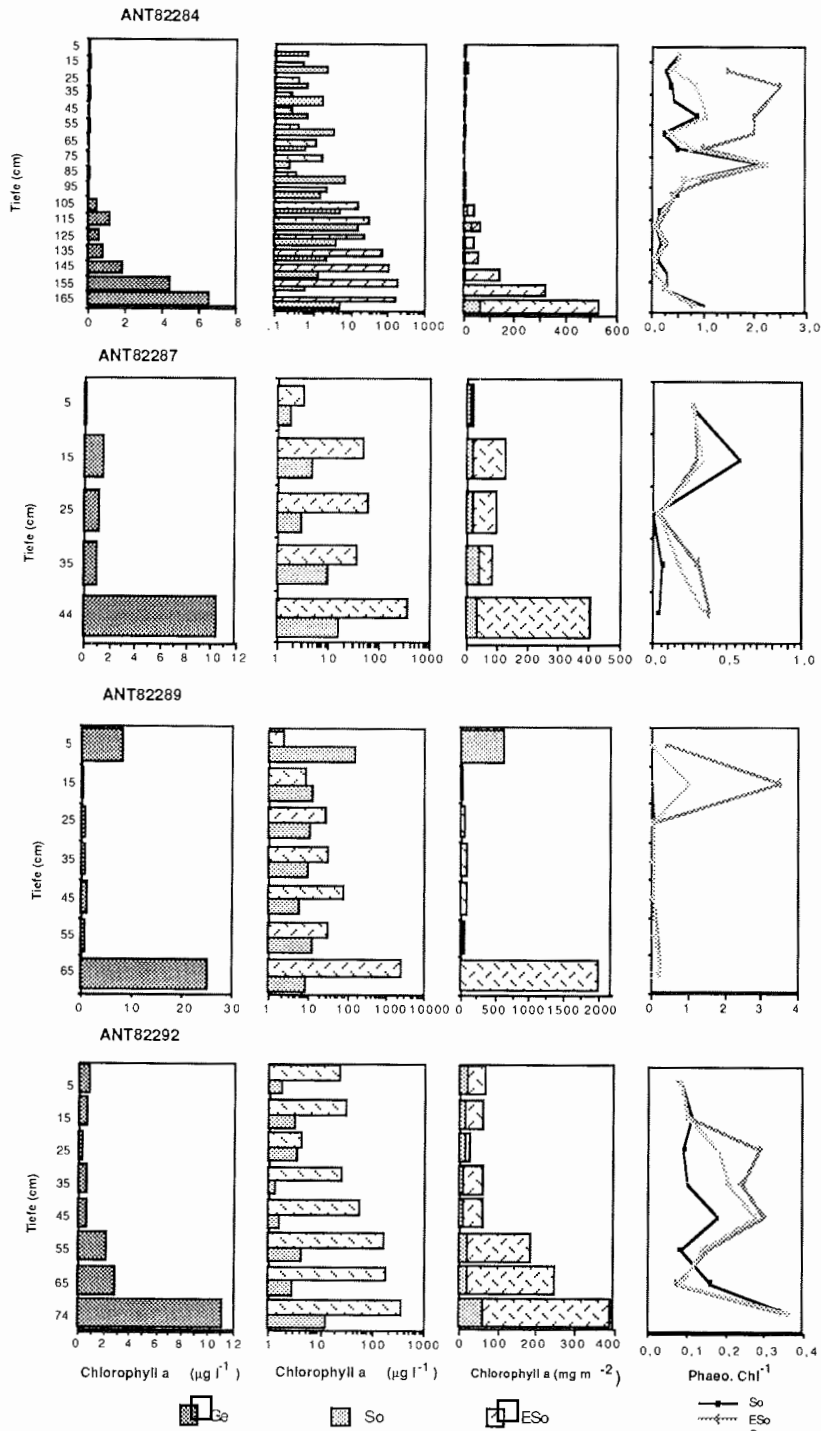 ANT82284
Tiefe (cm)
5
15
25
35
45
55
65
75
85
95
105
115
125
135
145
155
165
0 2 4 6 8
.1 1 10 100 1000
0 200 400 600
0,0 1,0 2,0 3,0
ANT82287
Tiefe (cm)
5
15
25
35
44
0 2 4 6 8 10 12
1 10 100 1000
0 100 200 300 400 500
0,0 0,5 1,0
ANT82289
Tiefe (cm)
5
15
25
35
45
55
65
0 10 20 30
1 10 100 1000 10000
0 500 1000 1500 2000
0 1 2 3 4
ANT82292
Tiefe (cm)
5
15
25
35
45
55
65
74
0 2 4 6 8 10 12
1 10 100 1000
0 100 200 300 400
0,0 0,1 0,2 0,3 0,4
Chlorophyll a (µg l⁻¹)
Chlorophyll a (µg l⁻¹)
Chlorophyll a (mg m⁻²)
Phaeo. Chl⁻¹
Ge
So
ESo
So
ESo